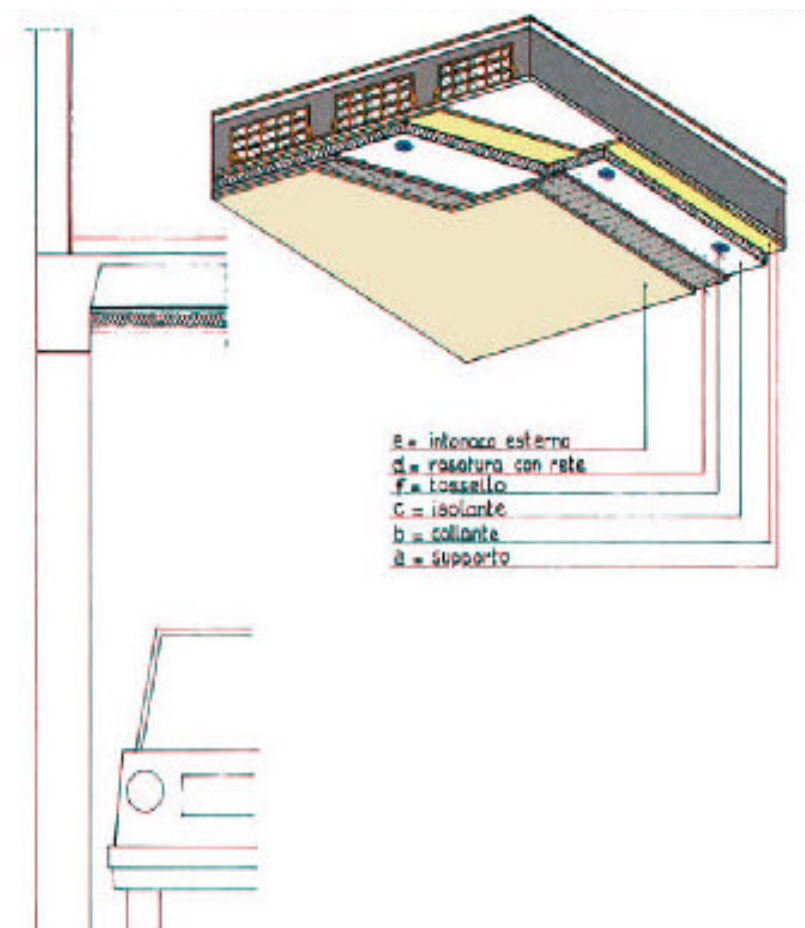 e = intonaco esterno
d = rasatura con rete
f = tassello
c = isolante
b = collante
a = supporto